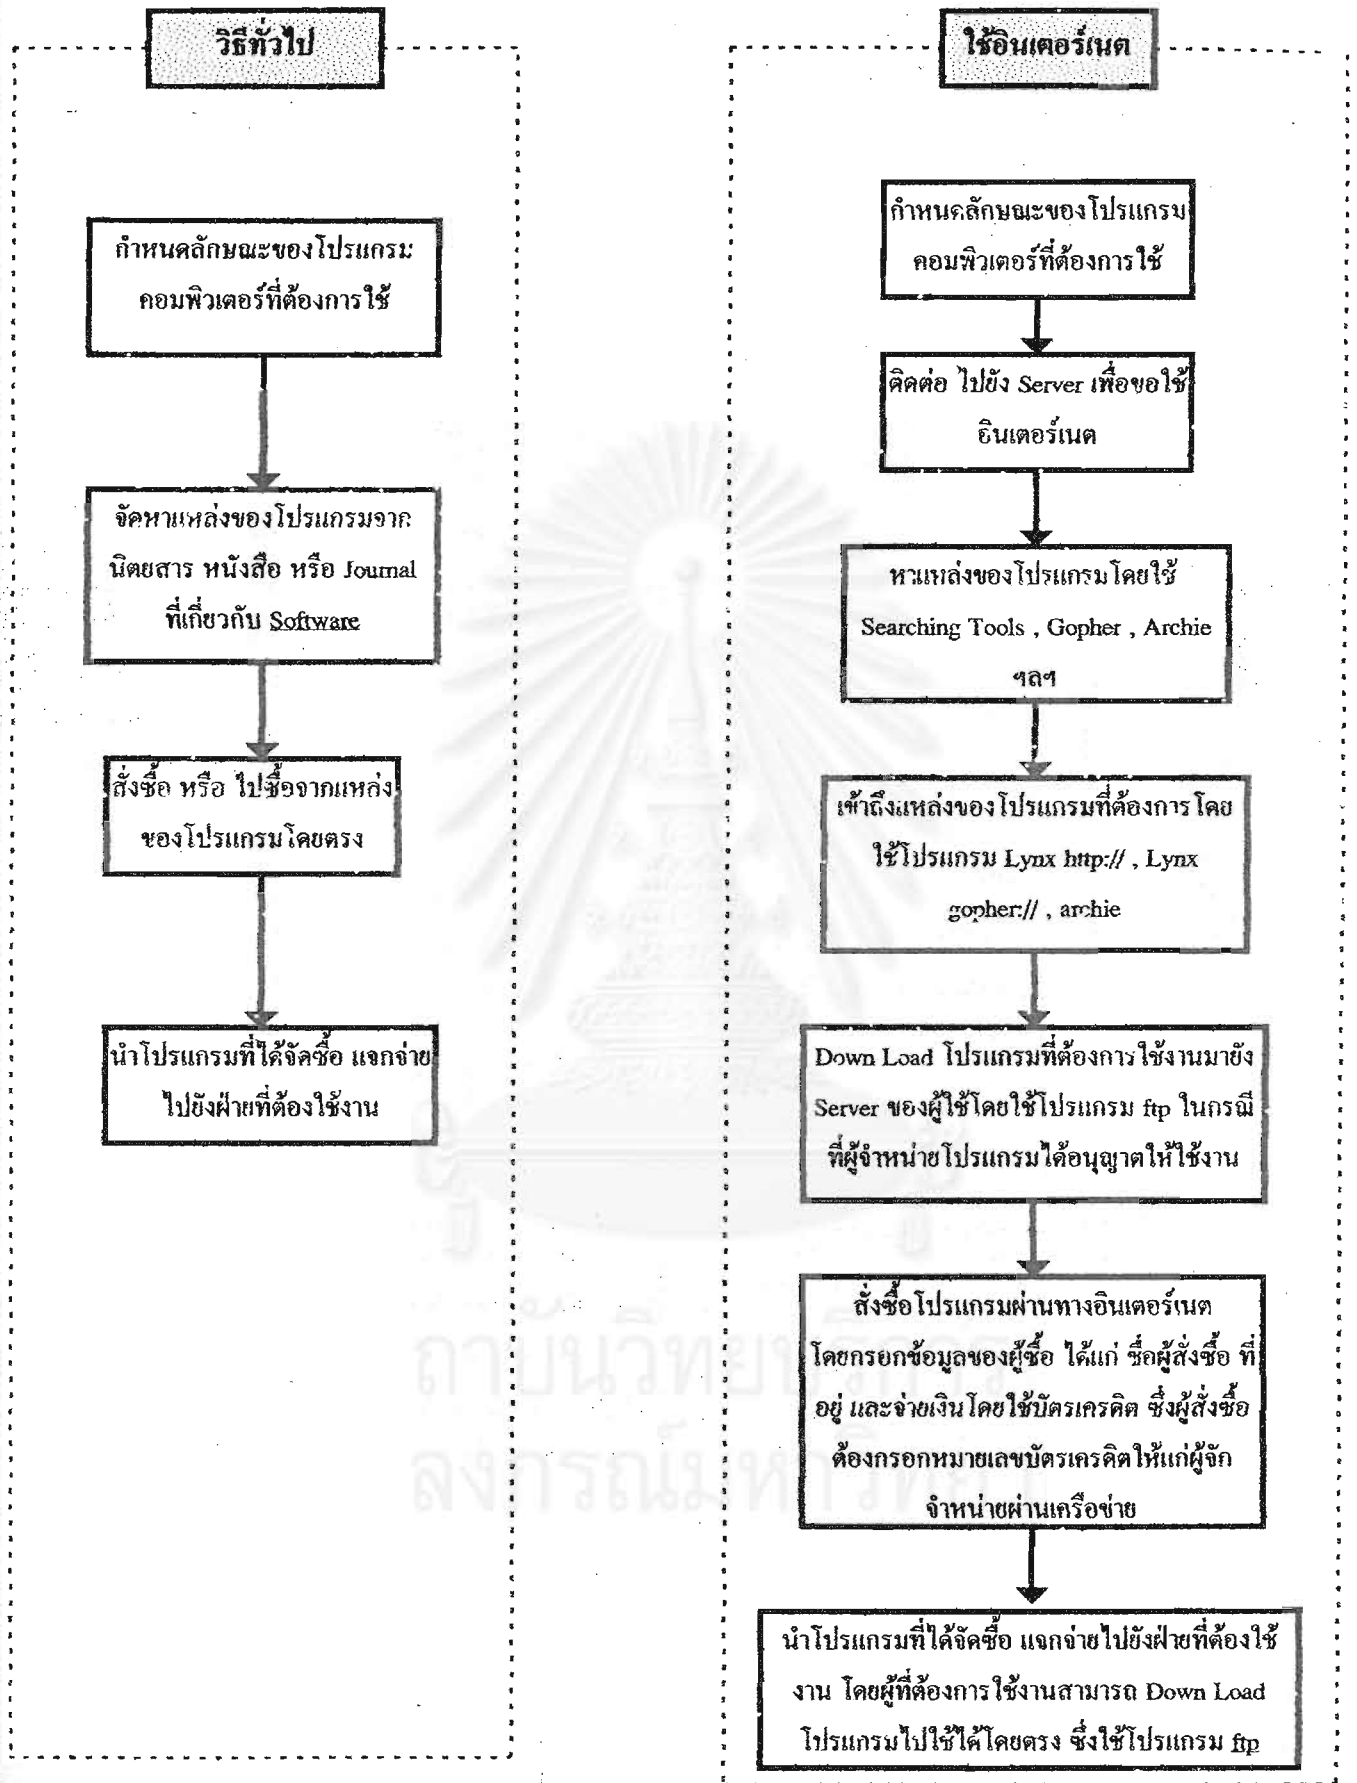 วิธีทั่วไป
กำหนดลักษณะของโปรแกรม
คอมพิวเตอร์ที่ต้องการใช้
จัดหาแหล่งของโปรแกรมจาก
นิตยสาร หนังสือ หรือ Journal
ที่เกี่ยวกับ Software
สั่งซื้อ หรือ ไปซื้อจากแหล่ง
ของโปรแกรมโดยตรง
นำโปรแกรมที่ได้จัดซื้อ แจกจ่าย
ไปยังฝ่ายที่ต้องใช้งาน
ใช้อินเตอร์เนต
กำหนดลักษณะของโปรแกรม
คอมพิวเตอร์ที่ต้องการใช้
ติดต่อ ไปยัง Server เพื่อขอใช้
อินเตอร์เนต
หาแหล่งของโปรแกรมโดยใช้
Searching Tools , Gopher , Archie
ฯลฯ
เข้าถึงแหล่งของโปรแกรมที่ต้องการโดย
ใช้โปรแกรม Lynx http:// , Lynx
gopher:// , archie
Down Load โปรแกรมที่ต้องการใช้งานมายัง
Server ของผู้ใช้โดยใช้โปรแกรม ftp ในกรณี
ที่ผู้จำหน่ายโปรแกรมได้อนุญาตให้ใช้งาน
สั่งซื้อโปรแกรมผ่านทางอินเตอร์เนต
โดยกรอกข้อมูลของผู้ซื้อ ได้แก่ ชื่อผู้สั่งซื้อ ที่
อยู่ และจ่ายเงินโดยใช้บัตรเครดิต ซึ่งผู้สั่งซื้อ
ต้องกรอกหมายเลขบัตรเครดิตให้แก่ผู้จัด
จำหน่ายผ่านเครือข่าย
นำโปรแกรมที่ได้จัดซื้อ แจกจ่ายไปยังฝ่ายที่ต้องใช้
งาน โดยผู้ที่ต้องการใช้งานสามารถ Down Load
โปรแกรมไปใช้ได้โดยตรง ซึ่งใช้โปรแกรม ftp
ถาบันวิทยบริการ
ลงกรณ์มหาวิทยา